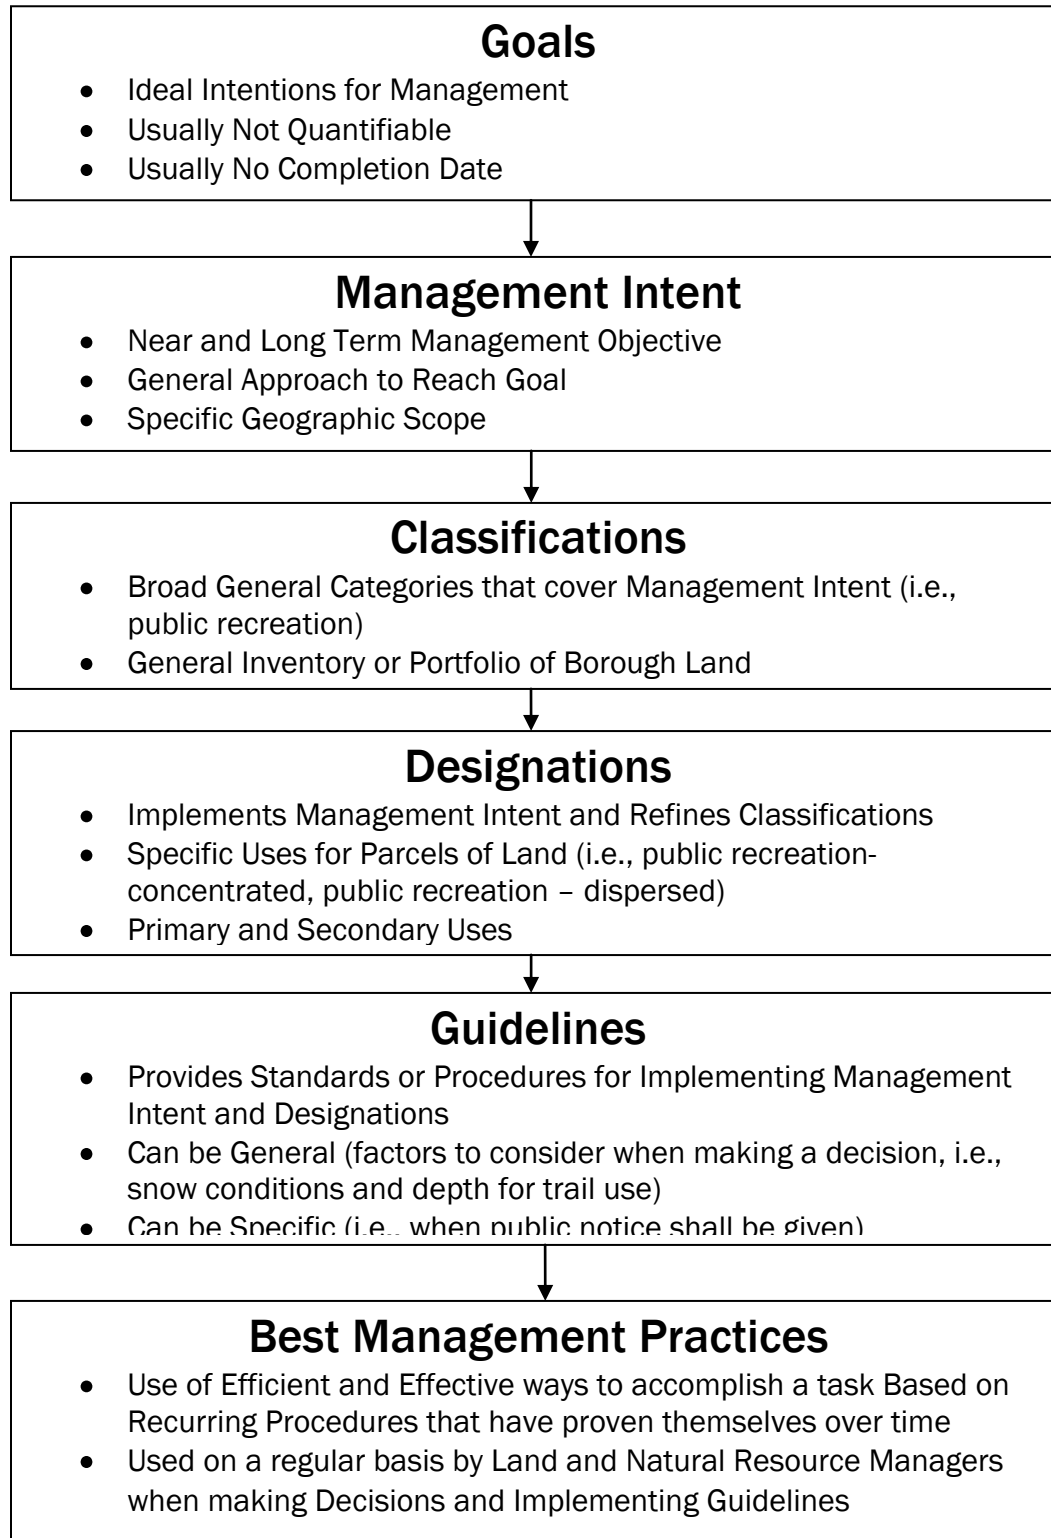 Goals
• Ideal Intentions for Management
• Usually Not Quantifiable
• Usually No Completion Date
Management Intent
• Near and Long Term Management Objective
• General Approach to Reach Goal
• Specific Geographic Scope
Classifications
• Broad General Categories that cover Management Intent (i.e.,
public recreation)
• General Inventory or Portfolio of Borough Land
Designations
• Implements Management Intent and Refines Classifications
• Specific Uses for Parcels of Land (i.e., public recreation-
concentrated, public recreation – dispersed)
• Primary and Secondary Uses
Guidelines
• Provides Standards or Procedures for Implementing Management
Intent and Designations
• Can be General (factors to consider when making a decision, i.e.,
snow conditions and depth for trail use)
• Can be Specific (i.e., when public notice shall be given)
Best Management Practices
• Use of Efficient and Effective ways to accomplish a task Based on
Recurring Procedures that have proven themselves over time
• Used on a regular basis by Land and Natural Resource Managers
when making Decisions and Implementing Guidelines